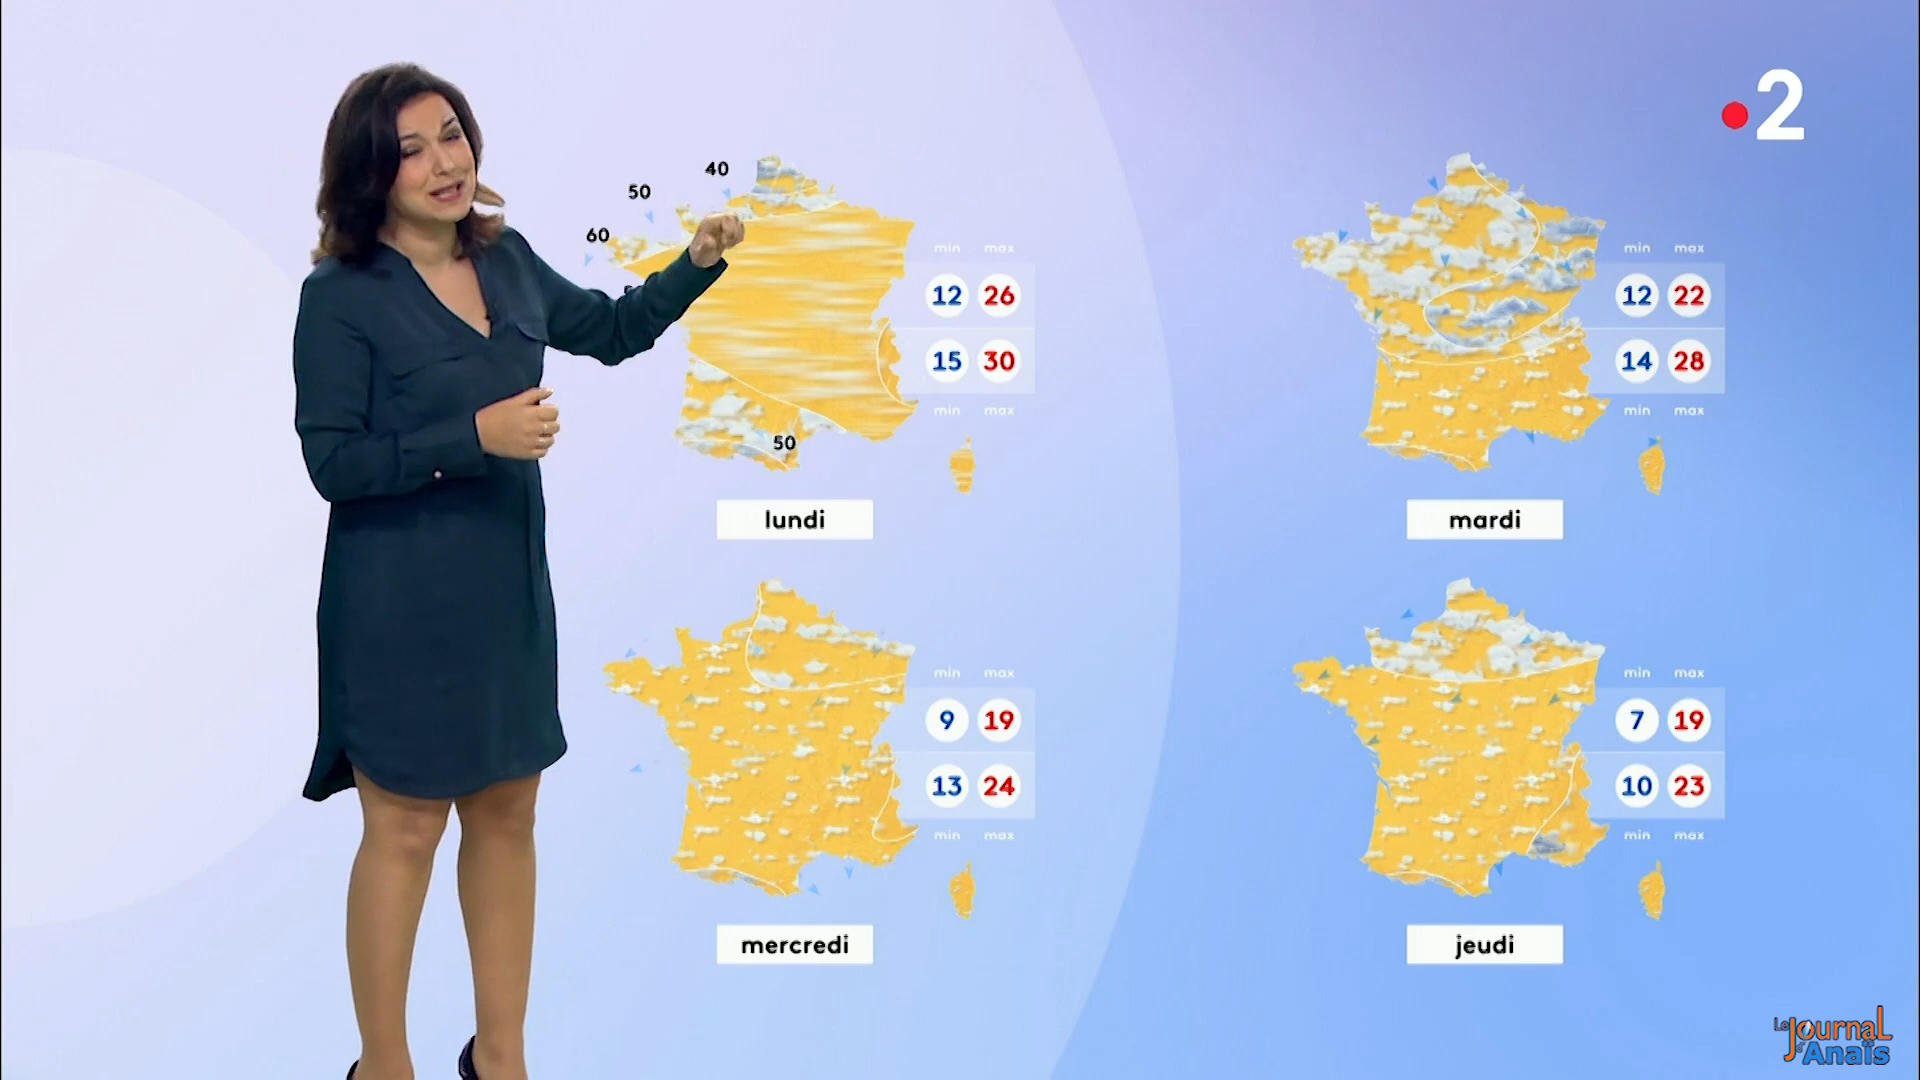 2
40
50
60
min max
12 26
15 30
min max
50
lundi
min max
12 22
14 28
min max
mardi
min max
9 19
13 24
min max
mercredi
min max
7 19
10 23
min max
jeudi
Le Journal
d'Anaïs